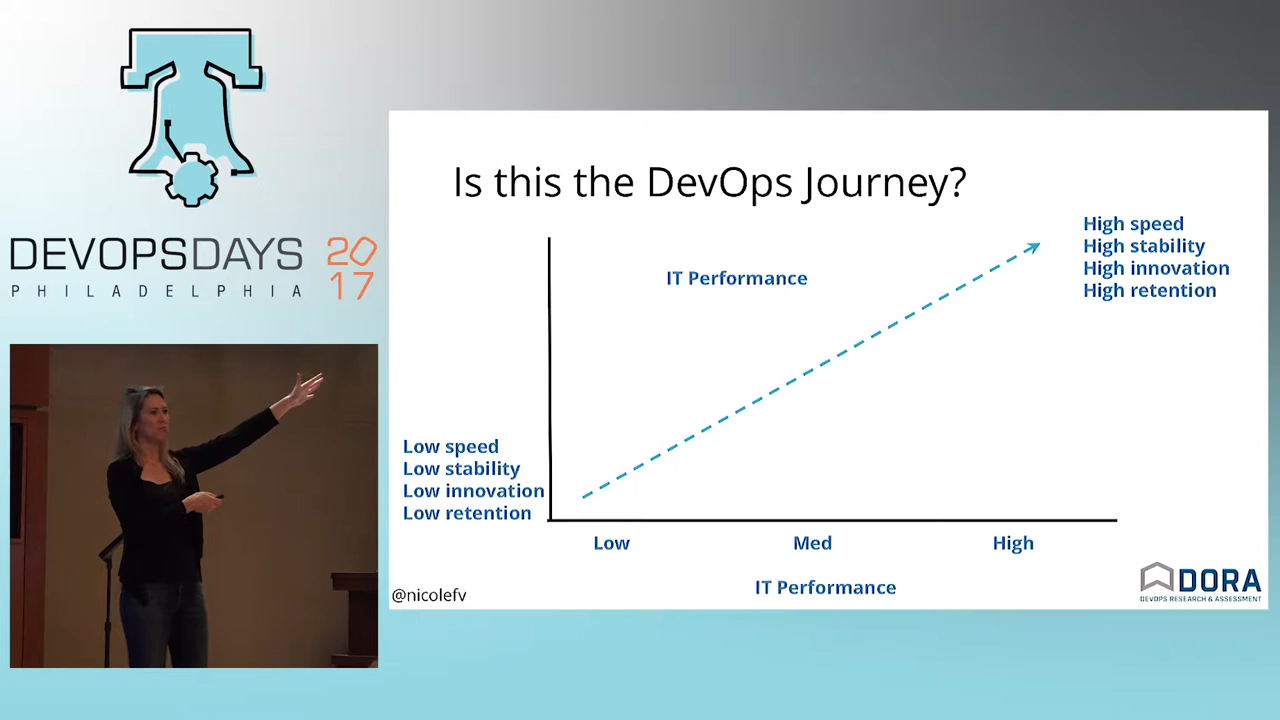 DEVOPSDAYS 2017
PHILADELPHIA
Is this the DevOps Journey?
High speed
High stability
High innovation
High retention
IT Performance
Low speed
Low stability
Low innovation
Low retention
Low Med High
IT Performance
@nicolefv
DORA
DEVOPS RESEARCH & ASSESSMENT